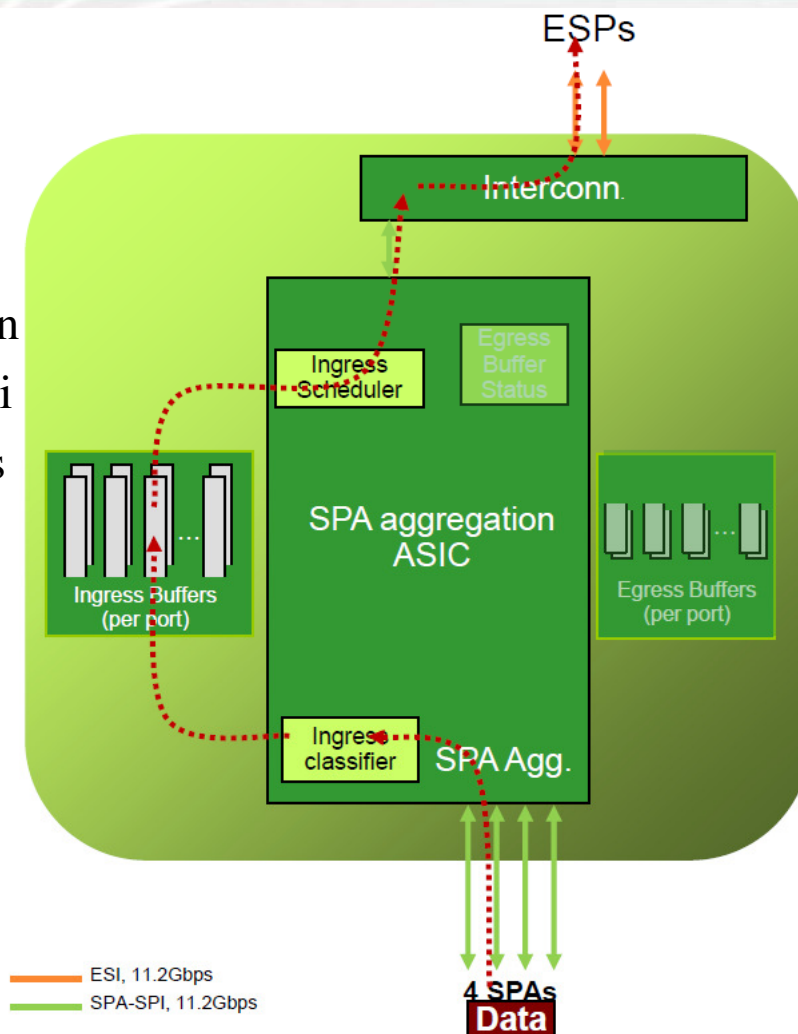 ESPs
Interconn.
n
i
s
Ingress
Scheduler
Egress
Buffer
Status
SPA aggregation
ASIC
...
Ingress Buffers
(per port)
...
Egress Buffers
(per port)
Ingress
classifier
SPA Agg.
ESI, 11.2Gbps
SPA-SPI, 11.2Gbps
4 SPAs
Data